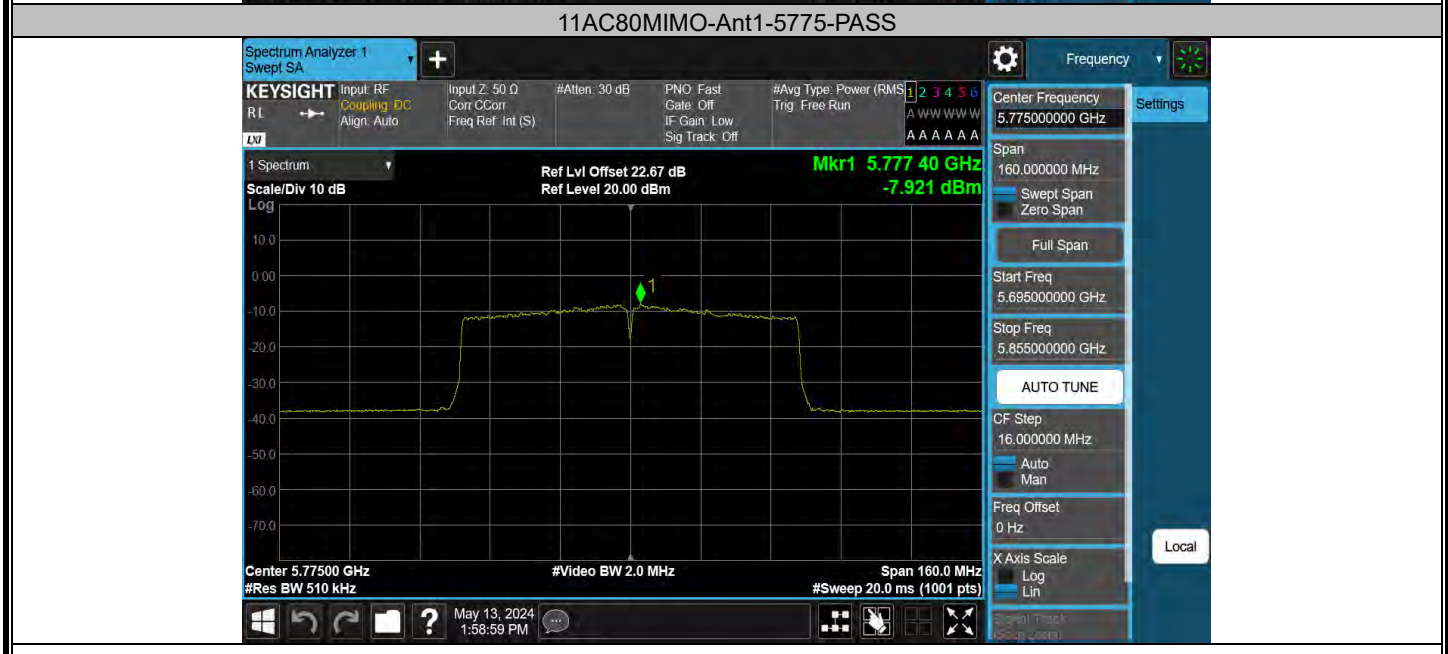 11AC80MIMO-Ant1-5775-PASS
Spectrum Analyzer 1
Swept SA
+
Frequency
KEYSIGHT
RL
LXI
Input: RF
Coupling: DC
Align: Auto
Input Z: 50 Ω
Corr CCorr
Freq Ref: Int (S)
#Atten: 30 dB
PNO: Fast
Gate: Off
IF Gain: Low
Sig Track: Off
#Avg Type: Power (RMS
Trig: Free Run
1 2 3 4 5 6
A W W W W W
A A A A A A
Center Frequency
5.775000000 GHz
Settings
1 Spectrum
Scale/Div 10 dB
Log
Ref Lvl Offset 22.67 dB
Ref Level 20.00 dBm
Mkr1 5.777 40 GHz
-7.921 dBm
Span
160.000000 MHz
Swept Span
Zero Span
Full Span
Start Freq
5.695000000 GHz
Stop Freq
5.855000000 GHz
AUTO TUNE
CF Step
16.000000 MHz
Auto
Man
Freq Offset
0 Hz
X Axis Scale
Log
Lin
Signal Track
(Span Zoom)
Local
10.0
0.00
-10.0
-20.0
-30.0
-40.0
-50.0
-60.0
-70.0
1
Center 5.77500 GHz
#Res BW 510 kHz
#Video BW 2.0 MHz
Span 160.0 MHz
#Sweep 20.0 ms (1001 pts)
?
May 13, 2024
1:58:59 PM